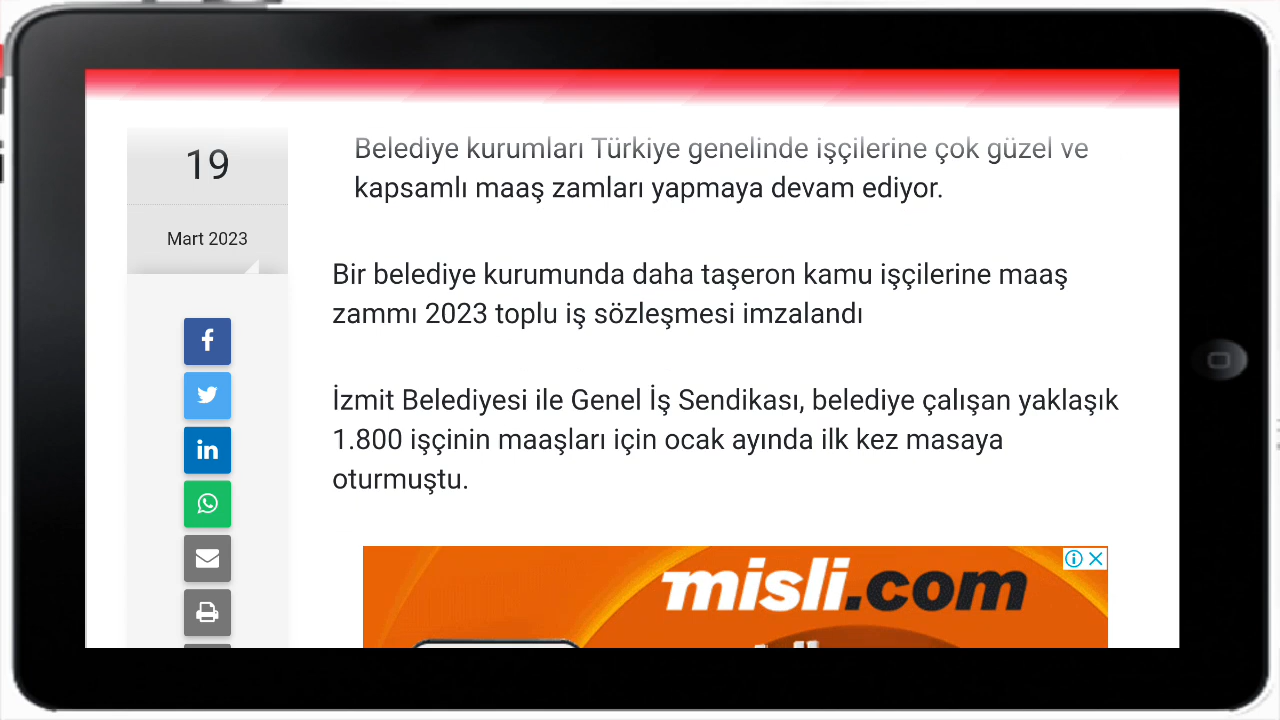 19
Mart 2023
Belediye kurumları Türkiye genelinde işçilerine çok güzel ve
kapsamlı maaş zamları yapmaya devam ediyor.
Bir belediye kurumunda daha taşeron kamu işçilerine maaş
zammı 2023 toplu iş sözleşmesi imzalandı
İzmit Belediyesi ile Genel İş Sendikası, belediye çalışan yaklaşık
1.800 işçinin maaşları için ocak ayında ilk kez masaya
oturmuştu.
misli.com